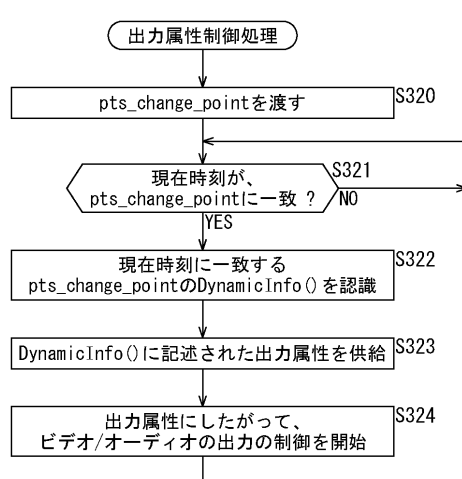 出力属性制御処理
pts_change_pointを渡す
S320
現在時刻が、
pts_change_pointに一致 ?
S321
NO
YES
現在時刻に一致する
pts_change_pointのDynamicInfo()を認識
S322
DynamicInfo()に記述された出力属性を供給
S323
出力属性にしたがって、
ビデオ/オーディオの出力の制御を開始
S324